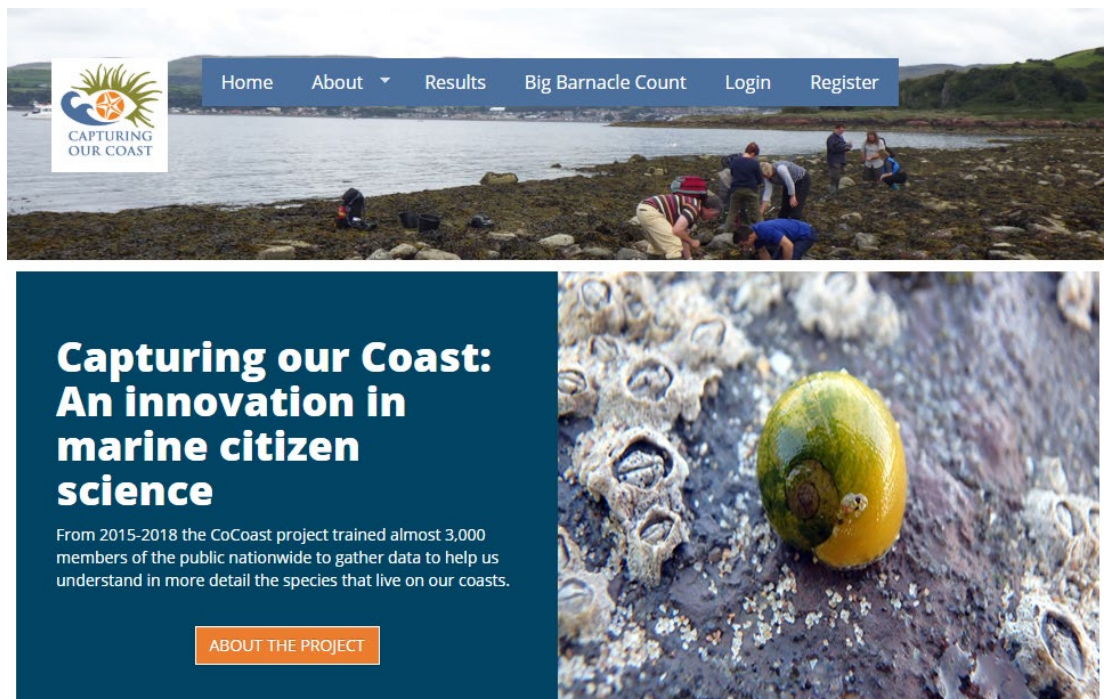 CAPTURING
OUR COAST
Home About Results Big Barnacle Count Login Register
Capturing our Coast:
An innovation in
marine citizen
science
From 2015-2018 the CoCoast project trained almost 3,000
members of the public nationwide to gather data to help us
understand in more detail the species that live on our coasts.
ABOUT THE PROJECT